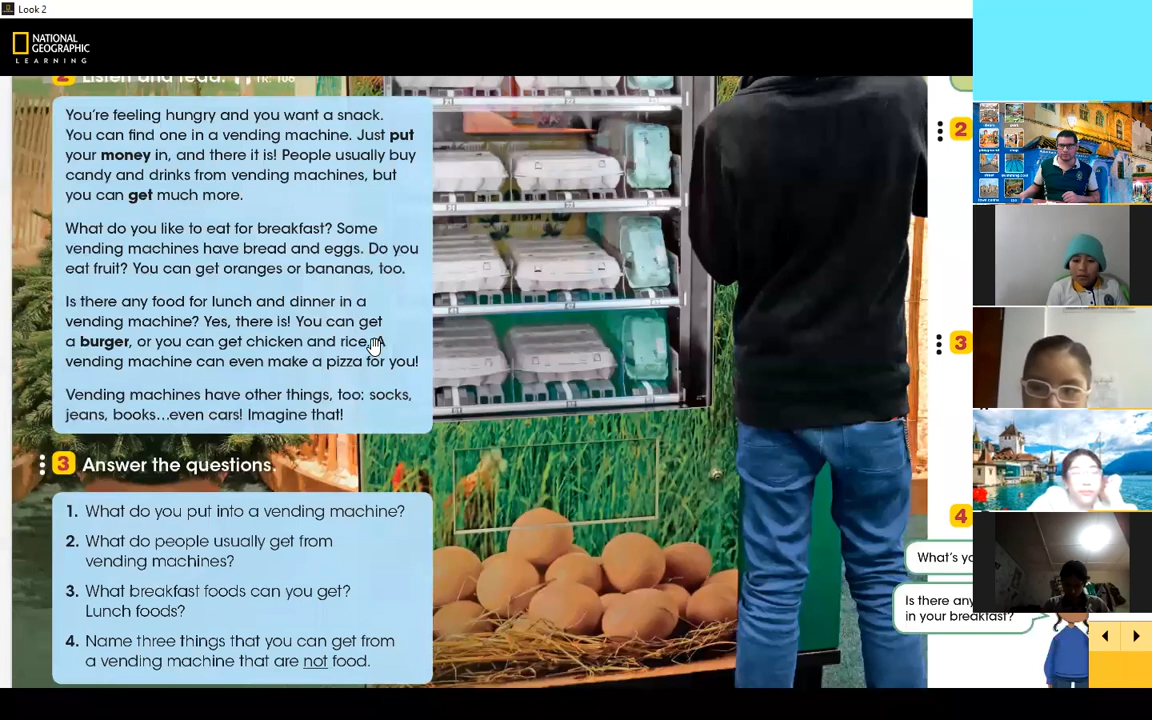 Look 2
NATIONAL
GEOGRAPHIC
LEARNING
2 Listen and read. TR: 108
You're feeling hungry and you want a snack.
You can find one in a vending machine. Just put
your money in, and there it is! People usually buy
candy and drinks from vending machines, but
you can get much more.
What do you like to eat for breakfast? Some
vending machines have bread and eggs. Do you
eat fruit? You can get oranges or bananas, too.
Is there any food for lunch and dinner in a
vending machine? Yes, there is! You can get
a burger, or you can get chicken and rice. A
vending machine can even make a pizza for you!
Vending machines have other things, too: socks,
jeans, books...even cars! Imagine that!
3 Answer the questions.
1. What do you put into a vending machine?
2. What do people usually get from
vending machines?
3. What breakfast foods can you get?
Lunch foods?
4. Name three things that you can get from
a vending machine that are not food.
2
3
4
What's yo
Is there any
in your breakfast?